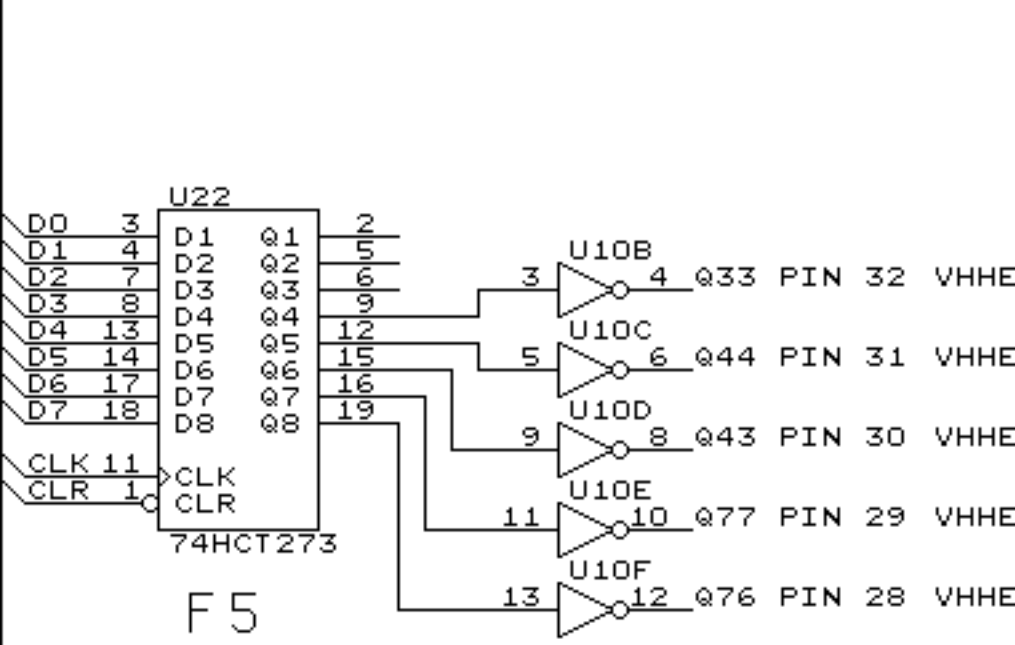 U22
D0 3 D1 Q1 2
D1 4 D2 Q2 5
D2 7 D3 Q3 6
D3 8 D4 Q4 9
D4 13 D5 Q5 12
D5 14 D6 Q6 15
D6 17 D7 Q7 16
D7 18 D8 Q8 19
CLK 11 CLK
CLR 1 CLR
74HCT273
F5
U10B
3 4 Q33 PIN 32 VHHE
U10C
5 6 Q44 PIN 31 VHHE
U10D
9 8 Q43 PIN 30 VHHE
U10E
11 10 Q77 PIN 29 VHHE
U10F
13 12 Q76 PIN 28 VHHE